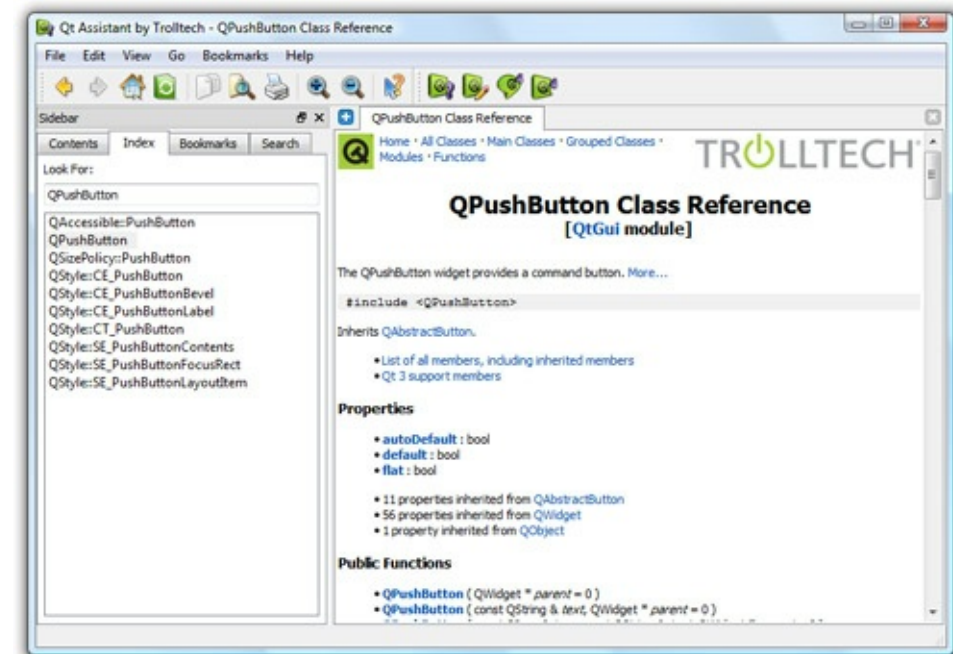 Qt Assistant by Trolltech - QPushButton Class Reference
File Edit View Go Bookmarks Help
Sidebar
Contents Index Bookmarks Search
Look For:
QPushButton
QAccessible::PushButton
QPushButton
QSizePolicy::PushButton
QStyle::CE_PushButton
QStyle::CE_PushButtonBevel
QStyle::CE_PushButtonLabel
QStyle::CT_PushButton
QStyle::SE_PushButtonContents
QStyle::SE_PushButtonFocusRect
QStyle::SE_PushButtonLayoutItem
QPushButton Class Reference
Home · All Classes · Main Classes · Grouped Classes ·
Modules · Functions
TROLLTECH
QPushButton Class Reference
[QtGui module]
The QPushButton widget provides a command button. More...
#include <QPushButton>
Inherits QAbstractButton.
• List of all members, including inherited members
• Qt 3 support members
Properties
• autoDefault : bool
• default : bool
• flat : bool
• 11 properties inherited from QAbstractButton
• 56 properties inherited from QWidget
• 1 property inherited from QObject
Public Functions
• QPushButton ( QWidget * parent = 0 )
• QPushButton ( const QString & text, QWidget * parent = 0 )